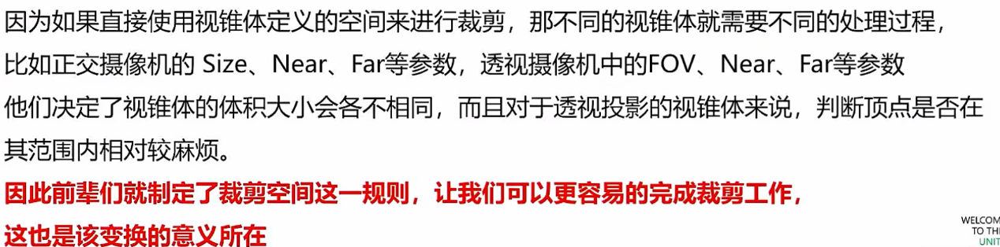 因为如果直接使用视锥体定义的空间来进行裁剪，那不同的视锥体就需要不同的处理过程，
比如正交摄像机的 Size、Near、Far等参数，透视摄像机中的FOV、Near、Far等参数
他们决定了视锥体的体积大小会各不相同，而且对于透视投影的视锥体来说，判断顶点是否在
其范围内相对较麻烦。
因此前辈们就制定了裁剪空间这一规则，让我们可以更容易的完成裁剪工作，
这也是该变换的意义所在
WELCOM
TO TH
UNIT